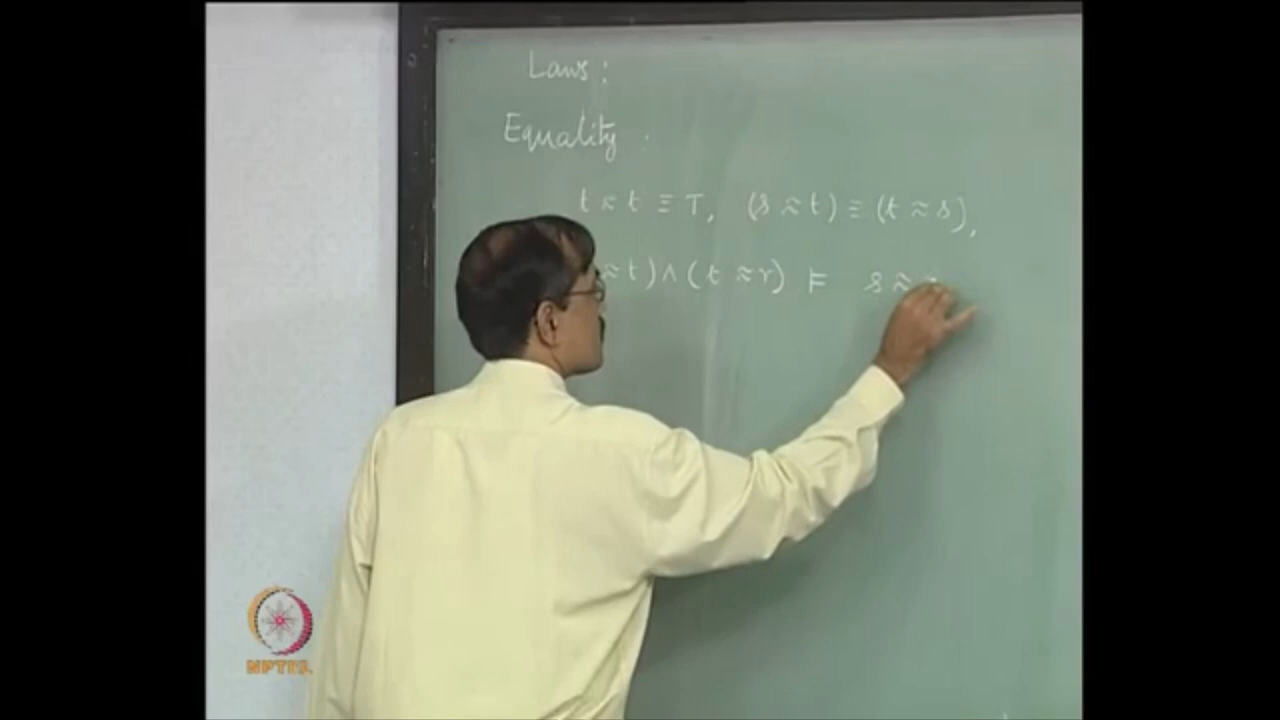 Laws :
Equality :
t ≈ t ≡ T, (s ≈ t) ≡ (t ≈ s),
≈ t) ∧ ( t ≈ r) ⊨ s ≈
NPTEL